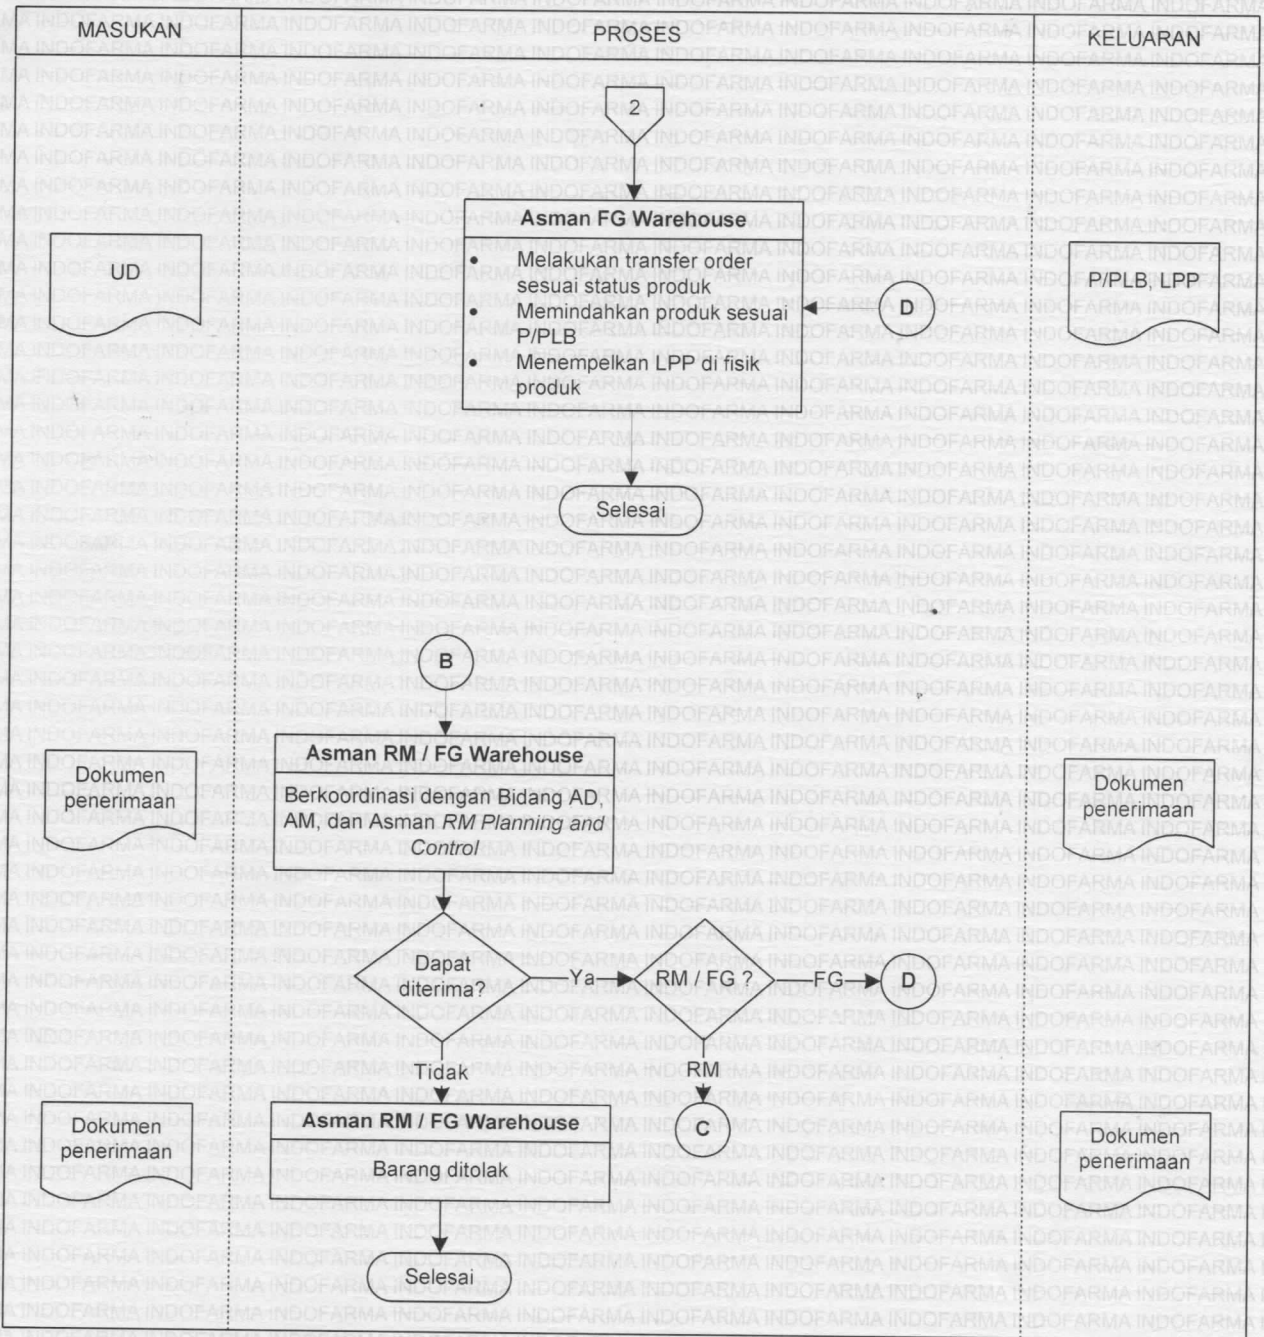 MASUKAN
PROSES
KELUARAN
2
Asman FG Warehouse
UD
• Melakukan transfer order
sesuai status produk
• Memindahkan produk sesuai
P/PLB
• Menempelkan LPP di fisik
produk
D
P/PLB, LPP
Selesai
B
Asman RM / FG Warehouse
Dokumen
penerimaan
Berkoordinasi dengan Bidang AD,
AM, dan Asman RM Planning and
Control
Dokumen
penerimaan
Dapat
diterima?
Ya
RM / FG ?
FG
D
Tidak
RM
C
Asman RM / FG Warehouse
Dokumen
penerimaan
Barang ditolak
Dokumen
penerimaan
Selesai